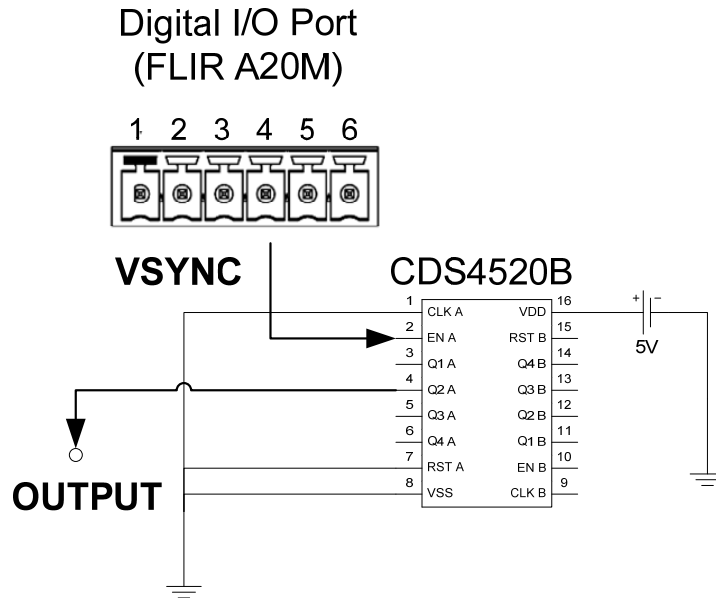 Digital I/O Port
(FLIR A20M)
1 2 3 4 5 6
VSYNC
CDS4520B
1 CLK A VDD 16
2 EN A RST B 15
3 Q1 A Q4 B 14
4 Q2 A Q3 B 13
5 Q3 A Q2 B 12
6 Q4 A Q1 B 11
7 RST A EN B 10
8 VSS CLK B 9
+ -
5V
OUTPUT